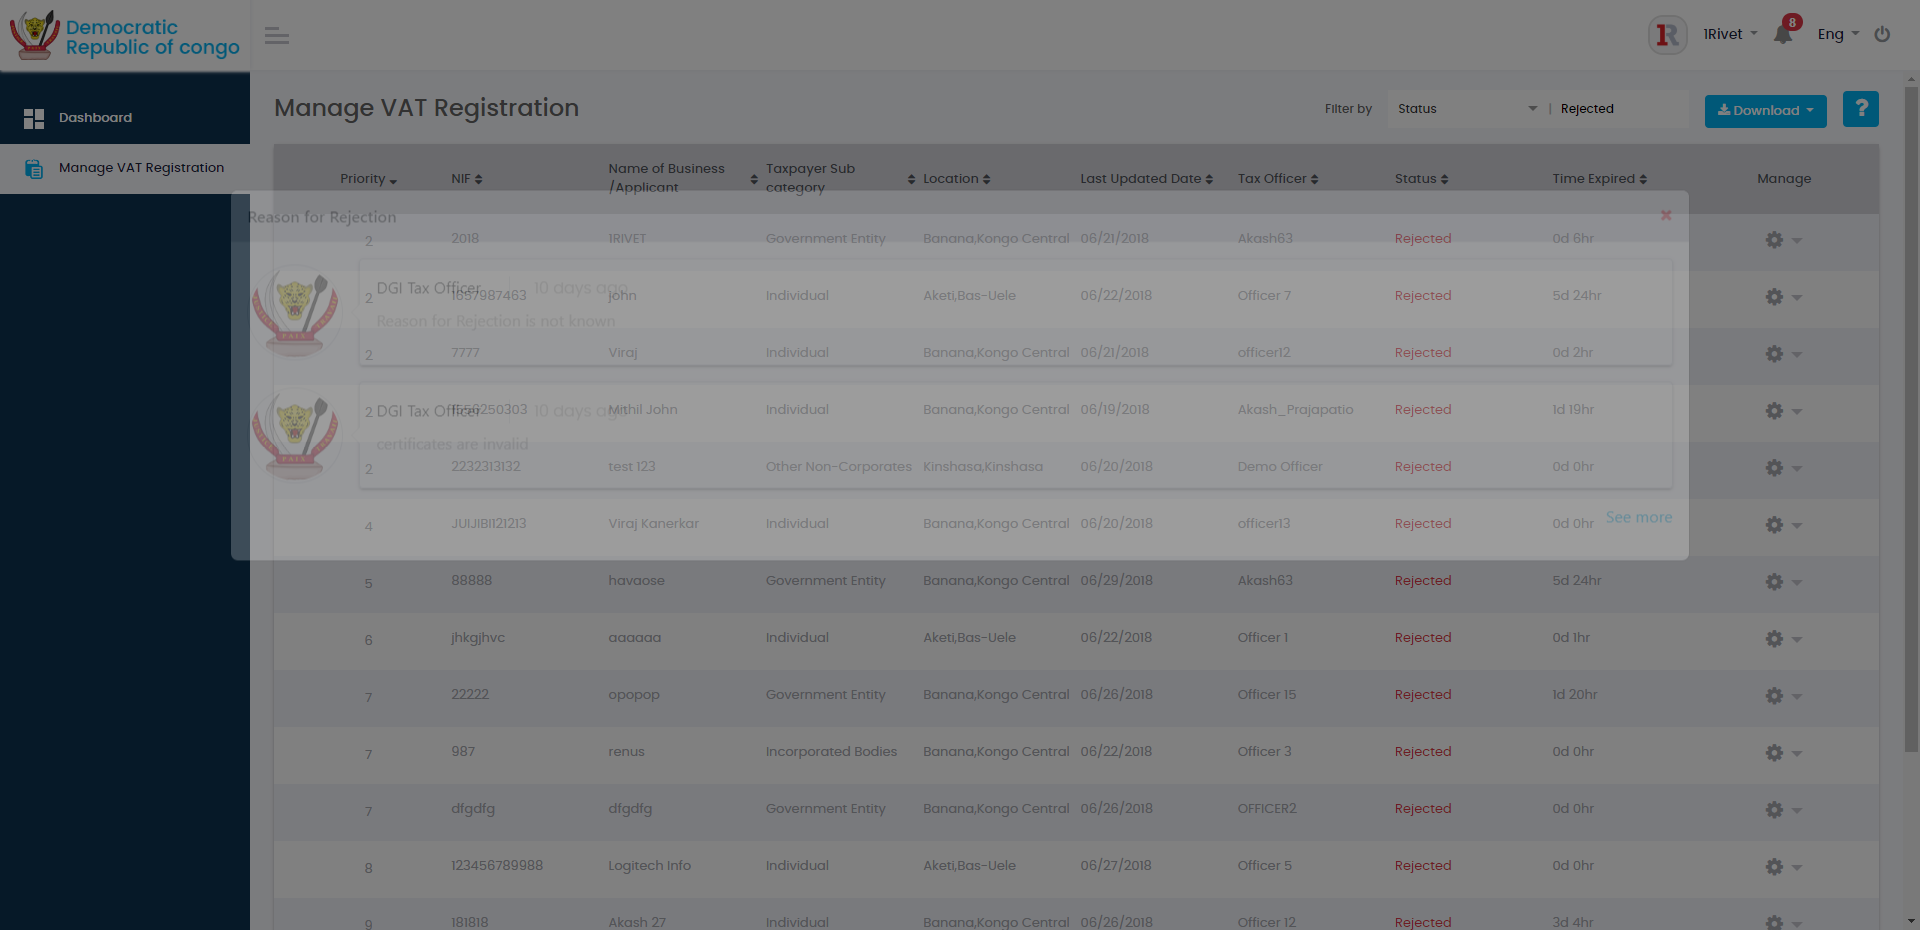 Democratic
Republic of congo
1R
1Rivet
8
Eng
Dashboard
Manage VAT Registration
Manage VAT Registration
Filter by Status | Rejected
Download
?
Priority NIF Name of Business /Applicant Taxpayer Sub category Location Last Updated Date Tax Officer Status Time Expired Manage
Reason for Rejection
2 2018 1RIVET Government Entity Banana,Kongo Central 06/21/2018 Akash63 Rejected 0d 6hr
DGI Tax Officer 10 days ago
2 1657987463 john Individual Aketi,Bas-Uele 06/22/2018 Officer 7 Rejected 5d 24hr
Reason for Rejection is not known
2 7777 Viraj Individual Banana,Kongo Central 06/21/2018 officer12 Rejected 0d 2hr
DGI Tax Officer 10 days ago
2 1556250303 Mithil John Individual Banana,Kongo Central 06/19/2018 Akash_Prajapatio Rejected 1d 19hr
certificates are invalid
2 2232313132 test 123 Other Non-Corporates Kinshasa,Kinshasa 06/20/2018 Demo Officer Rejected 0d 0hr
See more
4 JUIJIBI121213 Viraj Kanerkar Individual Banana,Kongo Central 06/20/2018 officer13 Rejected 0d 0hr
5 88888 havaose Government Entity Banana,Kongo Central 06/29/2018 Akash63 Rejected 5d 24hr
6 jhkgjhvc aaaaaa Individual Aketi,Bas-Uele 06/22/2018 Officer 1 Rejected 0d 1hr
7 22222 opopop Government Entity Banana,Kongo Central 06/26/2018 Officer 15 Rejected 1d 20hr
7 987 renus Incorporated Bodies Banana,Kongo Central 06/22/2018 Officer 3 Rejected 0d 0hr
7 dfgdfg dfgdfg Government Entity Banana,Kongo Central 06/26/2018 OFFICER2 Rejected 0d 0hr
8 123456789988 Logitech Info Individual Aketi,Bas-Uele 06/27/2018 Officer 5 Rejected 0d 0hr
9 181818 Akash 27 Individual Banana,Kongo Central 06/26/2018 Officer 12 Rejected 3d 4hr